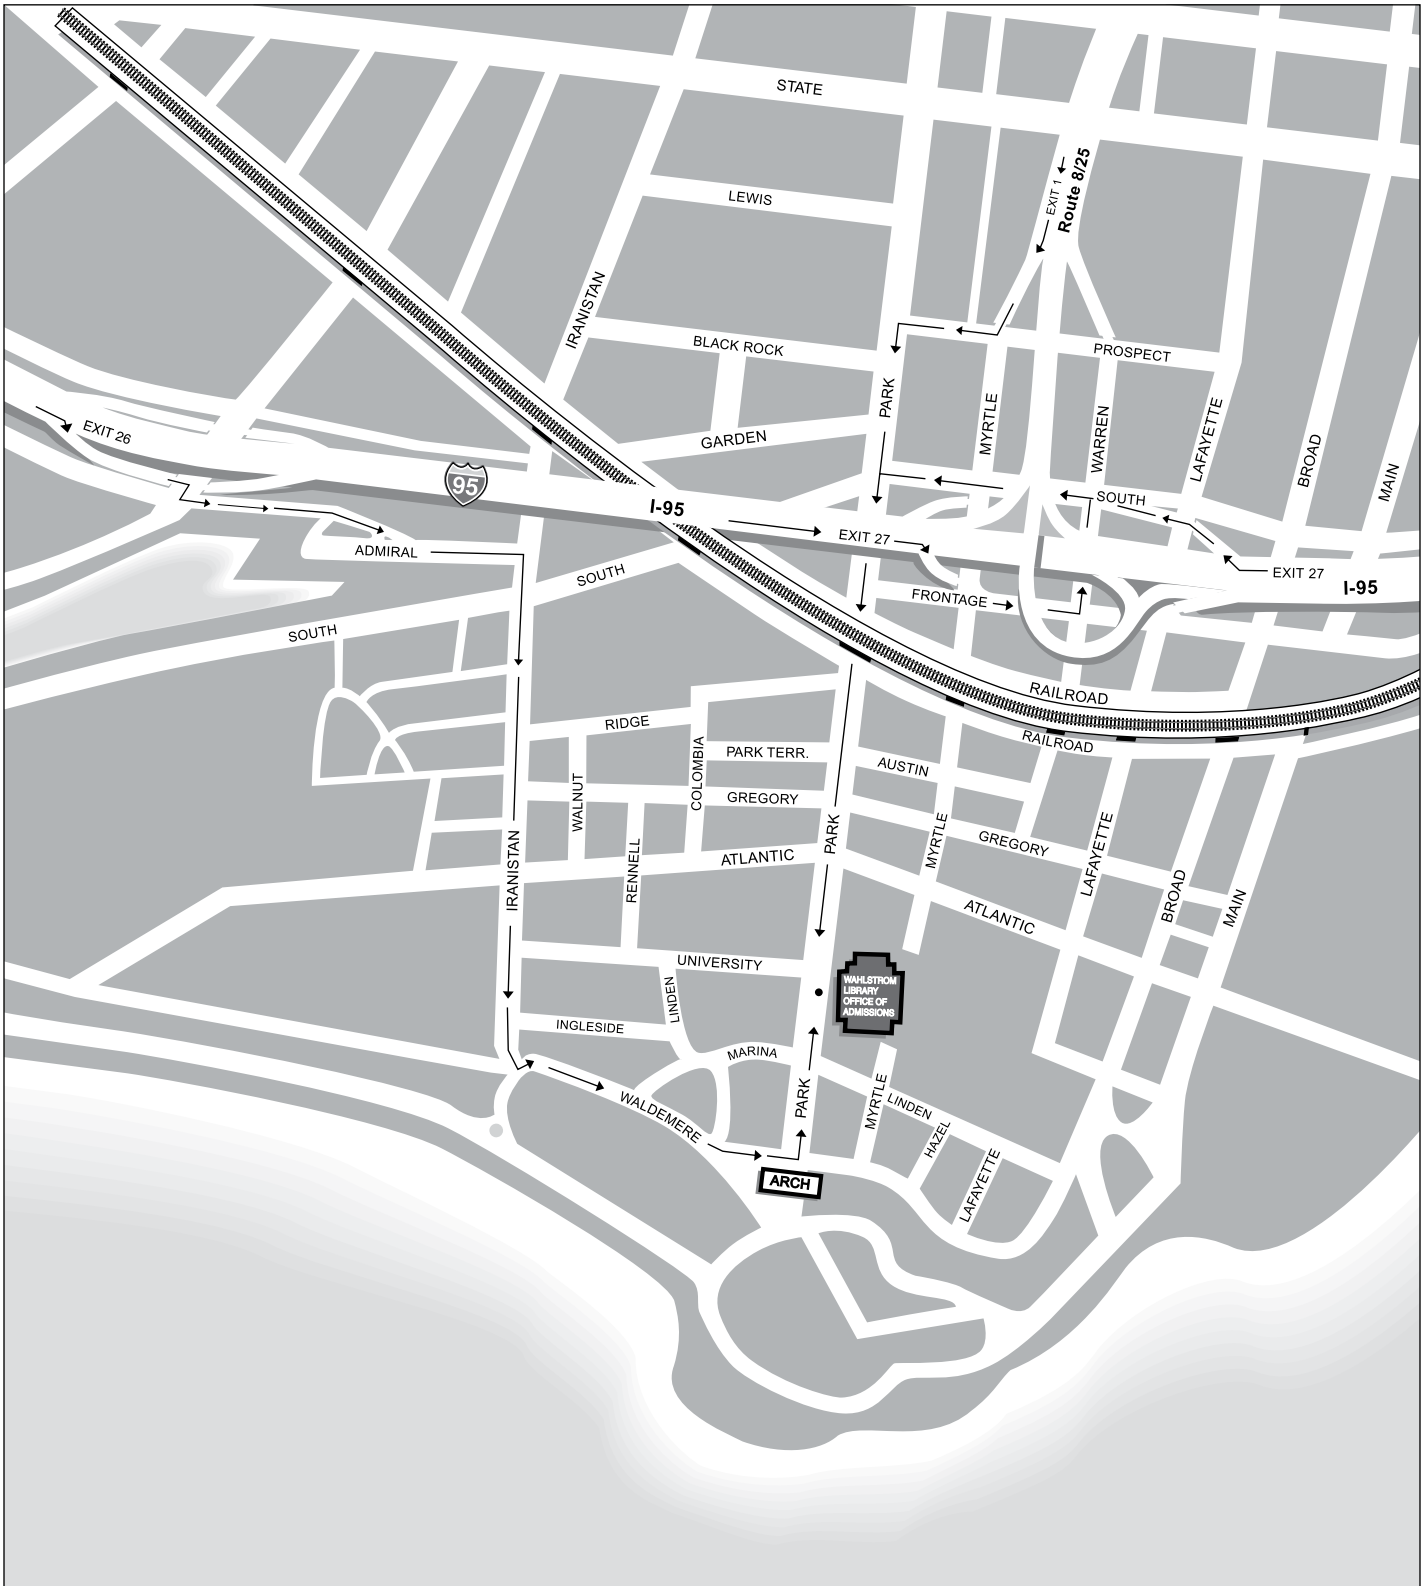 STATE
EXIT 1
Route 8/25
LEWIS
IRANISTAN
BLACK ROCK
PROSPECT
PARK
MYRTLE
WARREN
LAFAYETTE
BROAD
MAIN
EXIT 26
GARDEN
95
I-95
SOUTH
EXIT 27
EXIT 27
I-95
ADMIRAL
SOUTH
FRONTAGE
SOUTH
RAILROAD
RIDGE
RAILROAD
PARK TERR.
AUSTIN
COLOMBIA
WALNUT
GREGORY
PARK
MYRTLE
GREGORY
LAFAYETTE
IRANISTAN
RENNELL
ATLANTIC
BROAD
MAIN
ATLANTIC
UNIVERSITY
WAHLSTROM
LIBRARY
OFFICE OF
ADMISSIONS
LINDEN
INGLESIDE
MARINA
PARK
MYRTLE
LINDEN
WALDEMERE
HAZEL
LAFAYETTE
ARCH